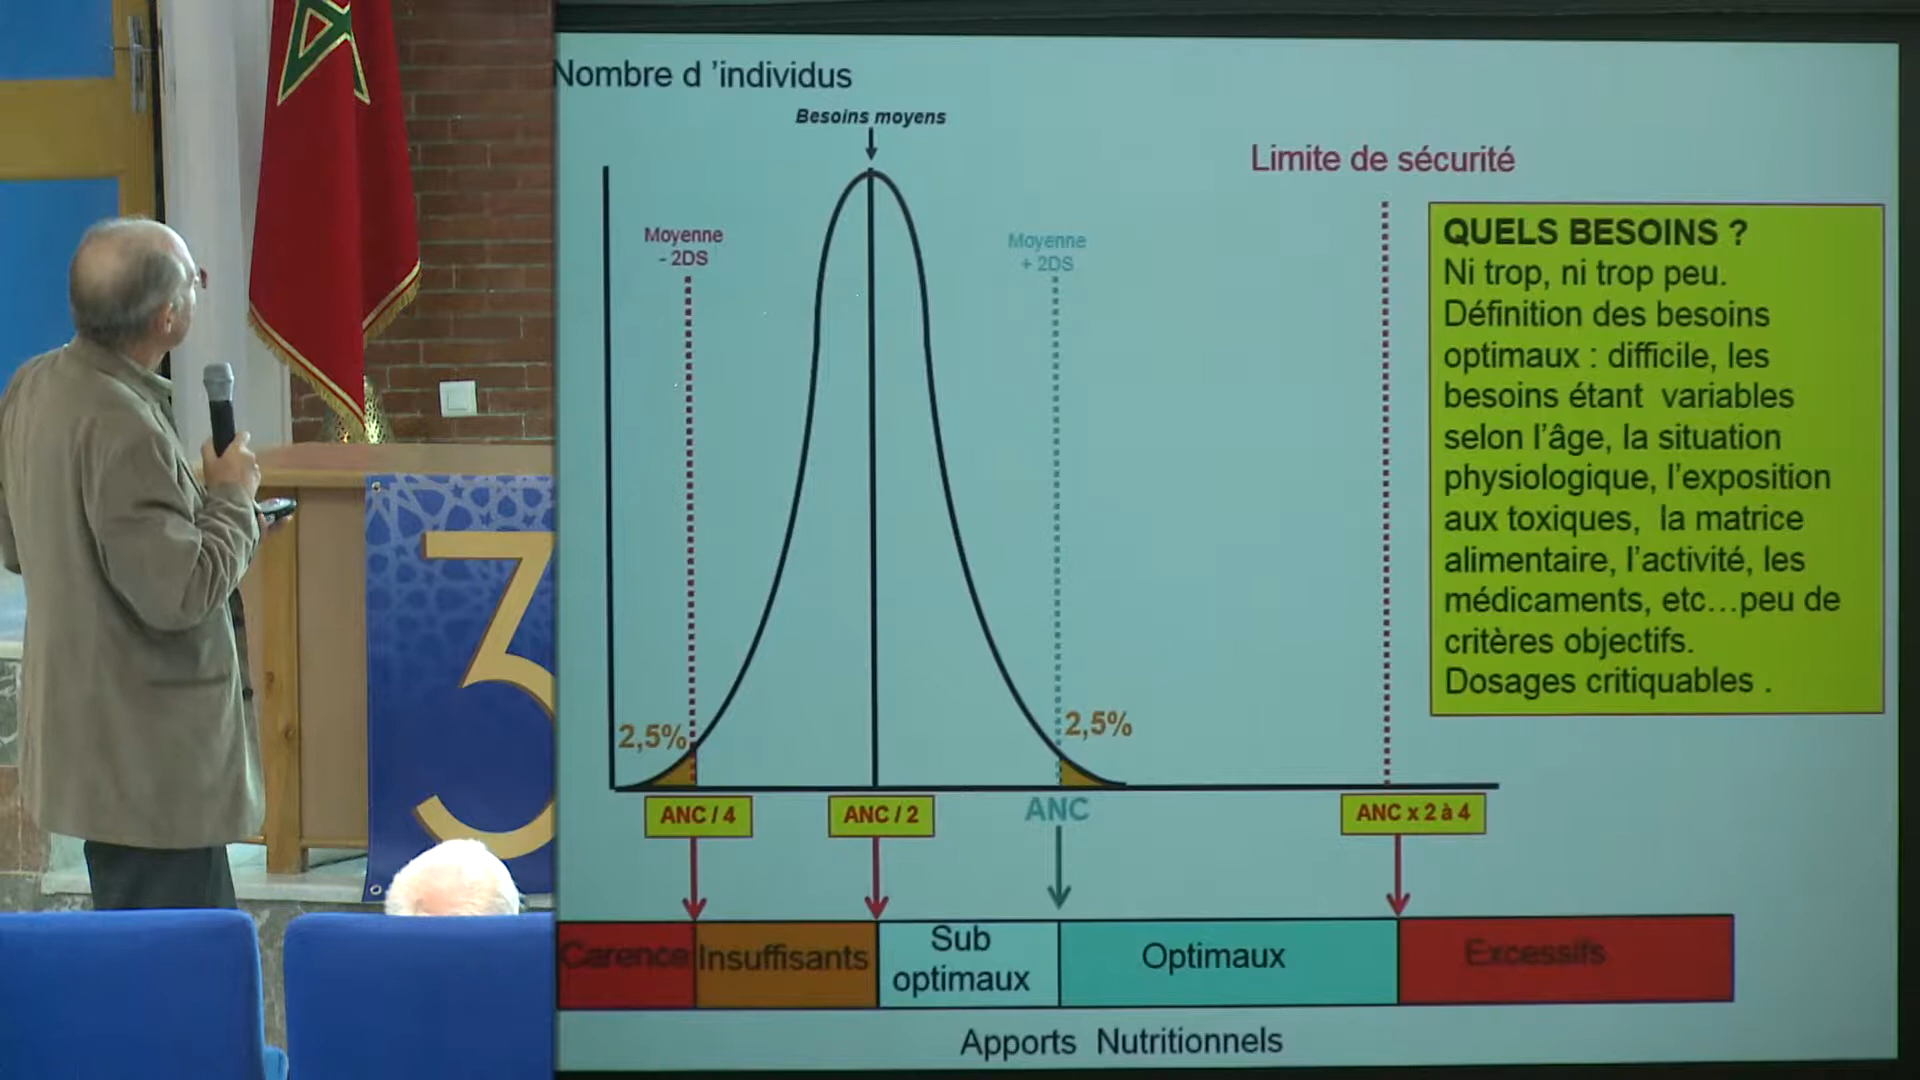 Nombre d 'individus
Besoins moyens
Limite de sécurité
Moyenne
- 2DS
Moyenne
+ 2DS
QUELS BESOINS ?
Ni trop, ni trop peu.
Définition des besoins
optimaux : difficile, les
besoins étant variables
selon l'âge, la situation
physiologique, l'exposition
aux toxiques, la matrice
alimentaire, l'activité, les
médicaments, etc...peu de
critères objectifs.
Dosages critiquables .
2,5%
2,5%
ANC / 4
ANC / 2
ANC
ANC x 2 à 4
Carence
Insuffisants
Sub
optimaux
Optimaux
Excessifs
Apports Nutritionnels
3